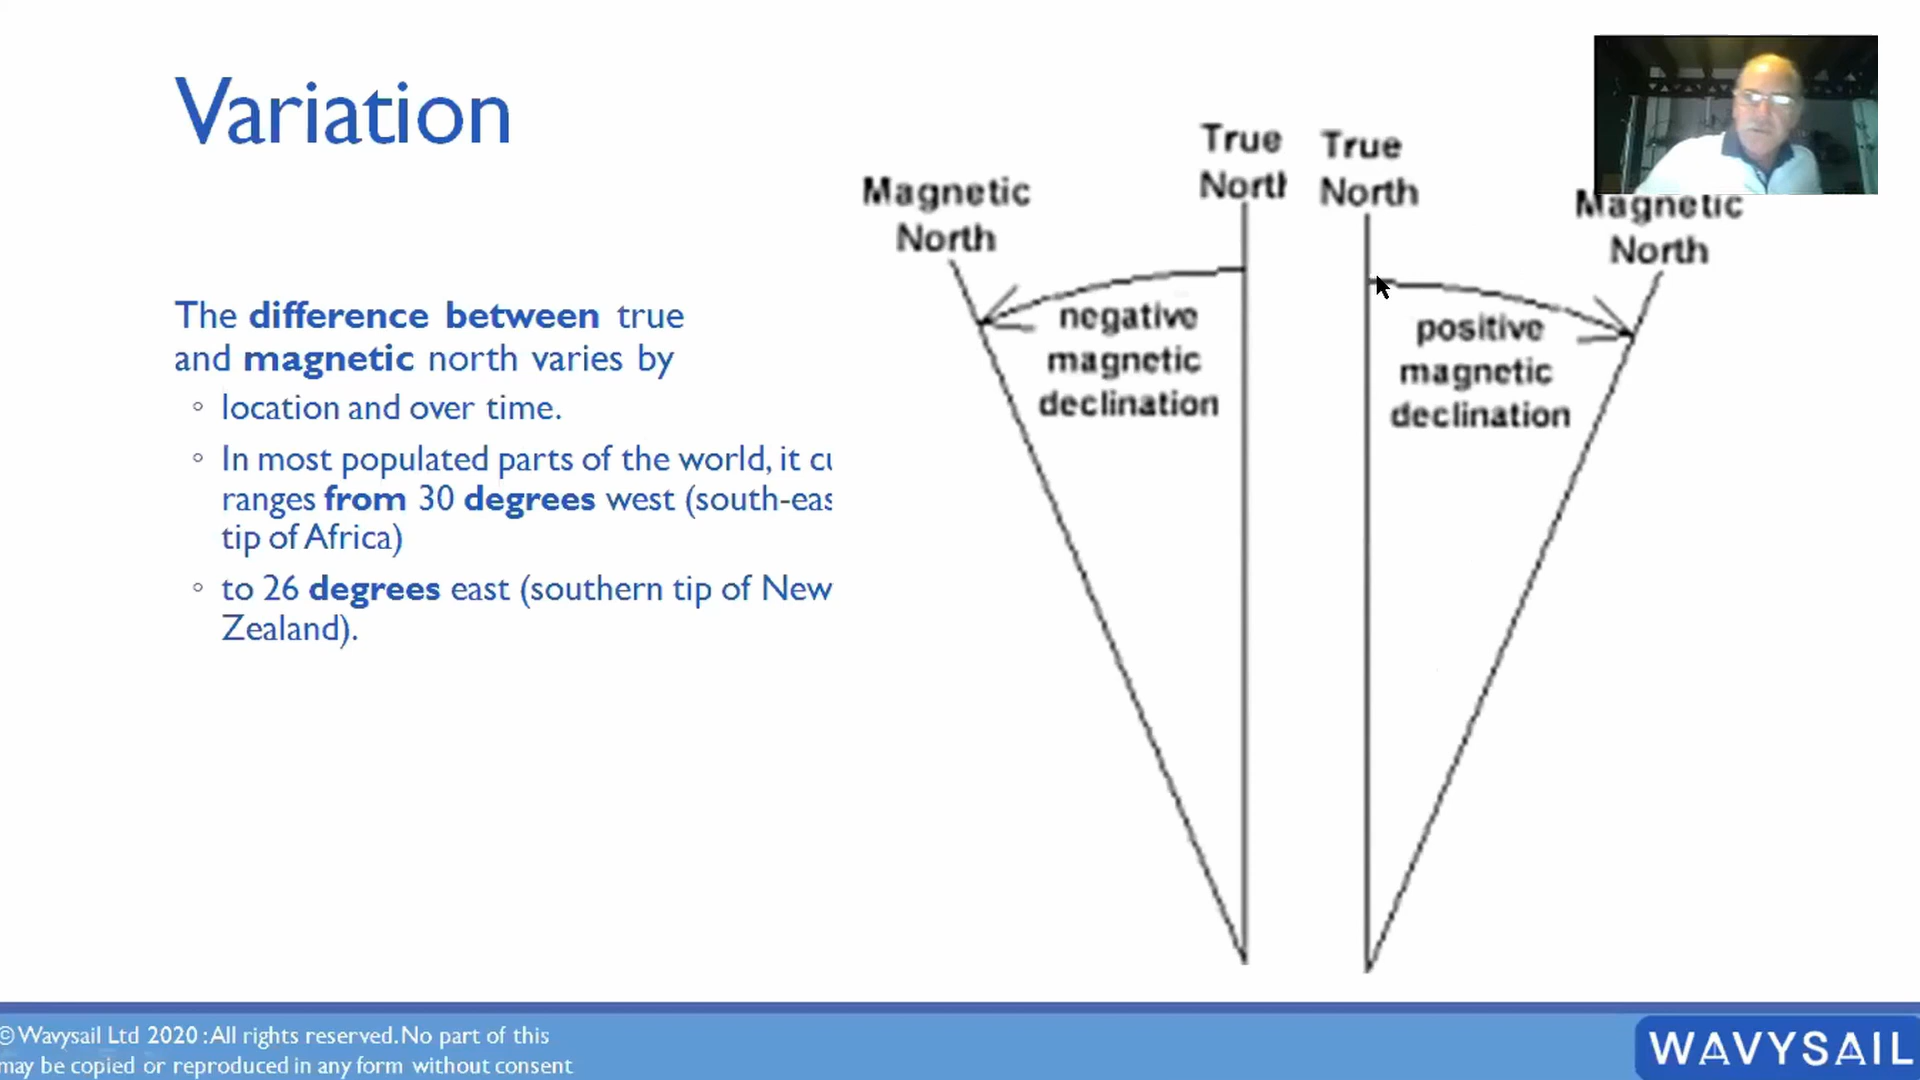 Variation
The difference between true
and magnetic north varies by
◦ location and over time.
◦ In most populated parts of the world, it cu
ranges from 30 degrees west (south-eas
tip of Africa)
◦ to 26 degrees east (southern tip of New
Zealand).
Magnetic
North
True
North
negative
magnetic
declination
True
North
Magnetic
North
positive
magnetic
declination
©Wavysail Ltd 2020 : All rights reserved. No part of this
may be copied or reproduced in any form without consent
WAVYSAIL